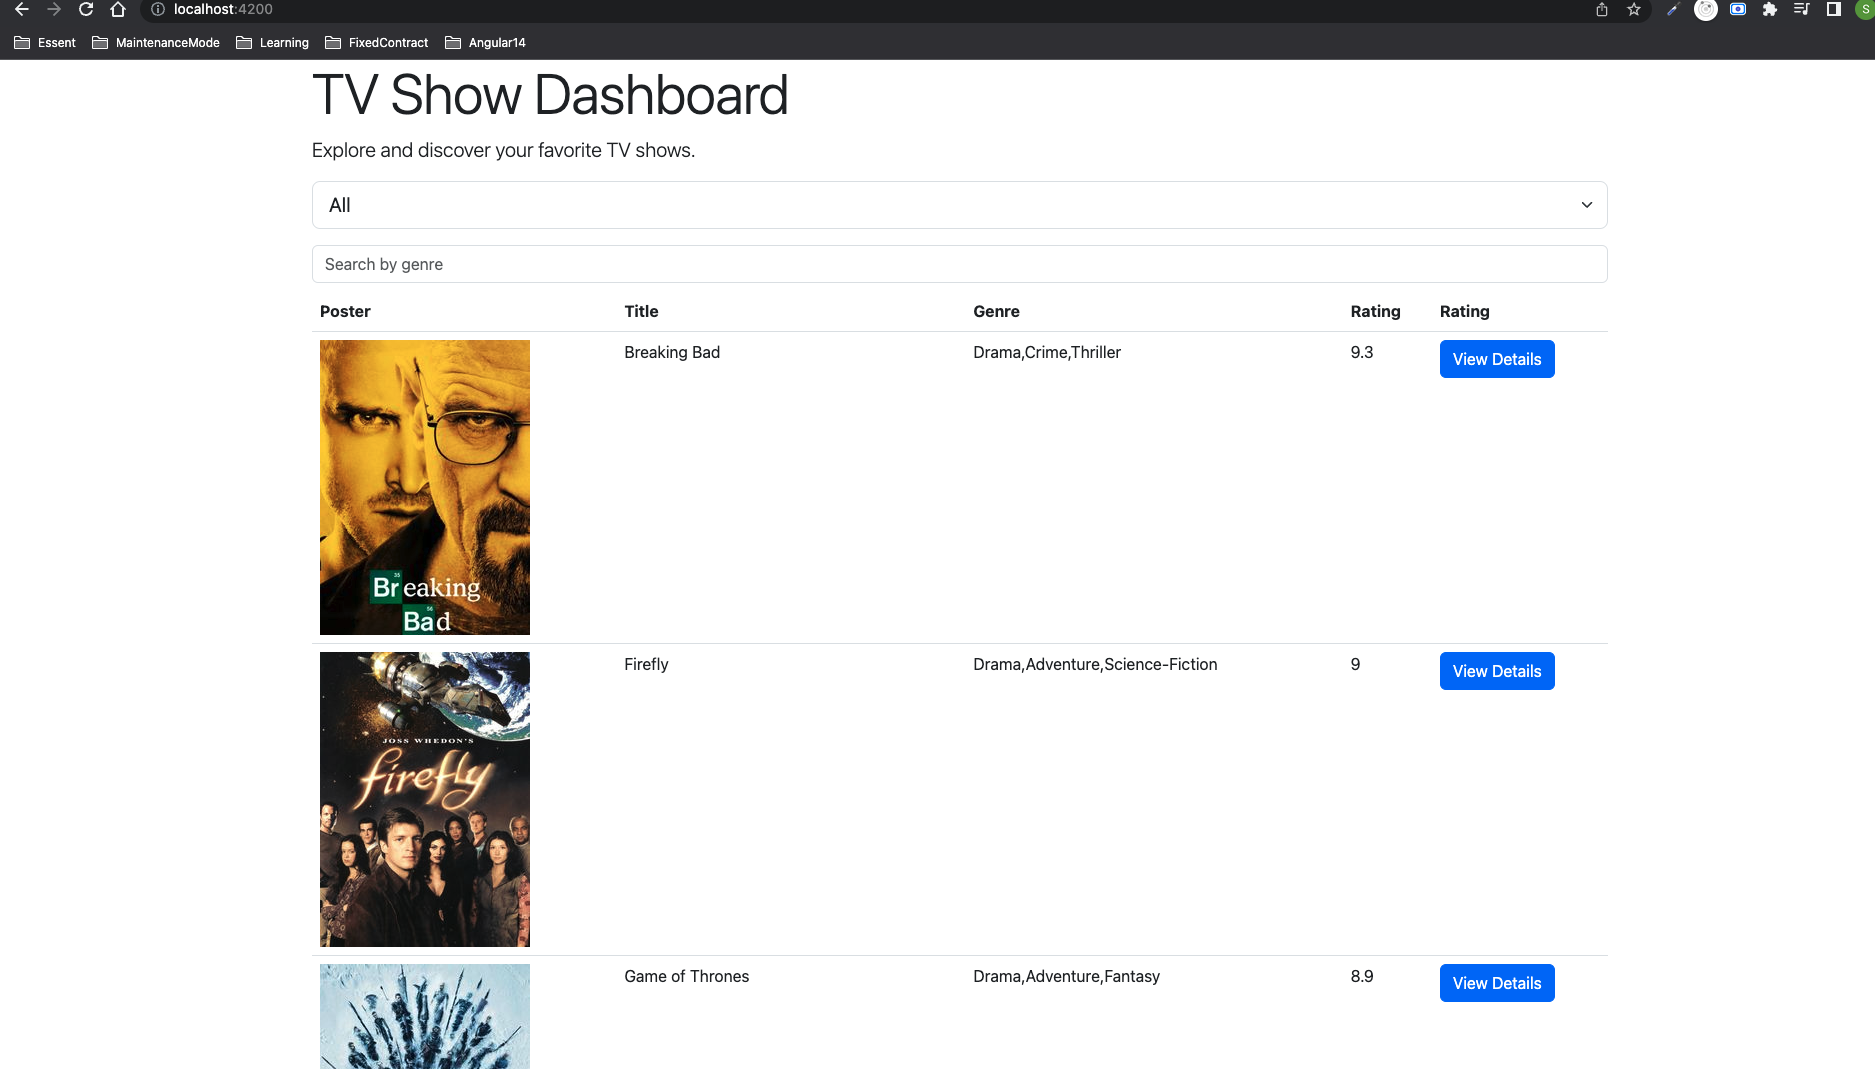 localhost:4200
S
Essent MaintenanceMode Learning FixedContract Angular14
TV Show Dashboard
Explore and discover your favorite TV shows.
All
Search by genre
Poster Title Genre Rating Rating
Breaking Bad Drama,Crime,Thriller 9.3 View Details
35
Breaking
56
Bad
Firefly Drama,Adventure,Science-Fiction 9 View Details
JOSS WHEDON'S
firefly
Game of Thrones Drama,Adventure,Fantasy 8.9 View Details